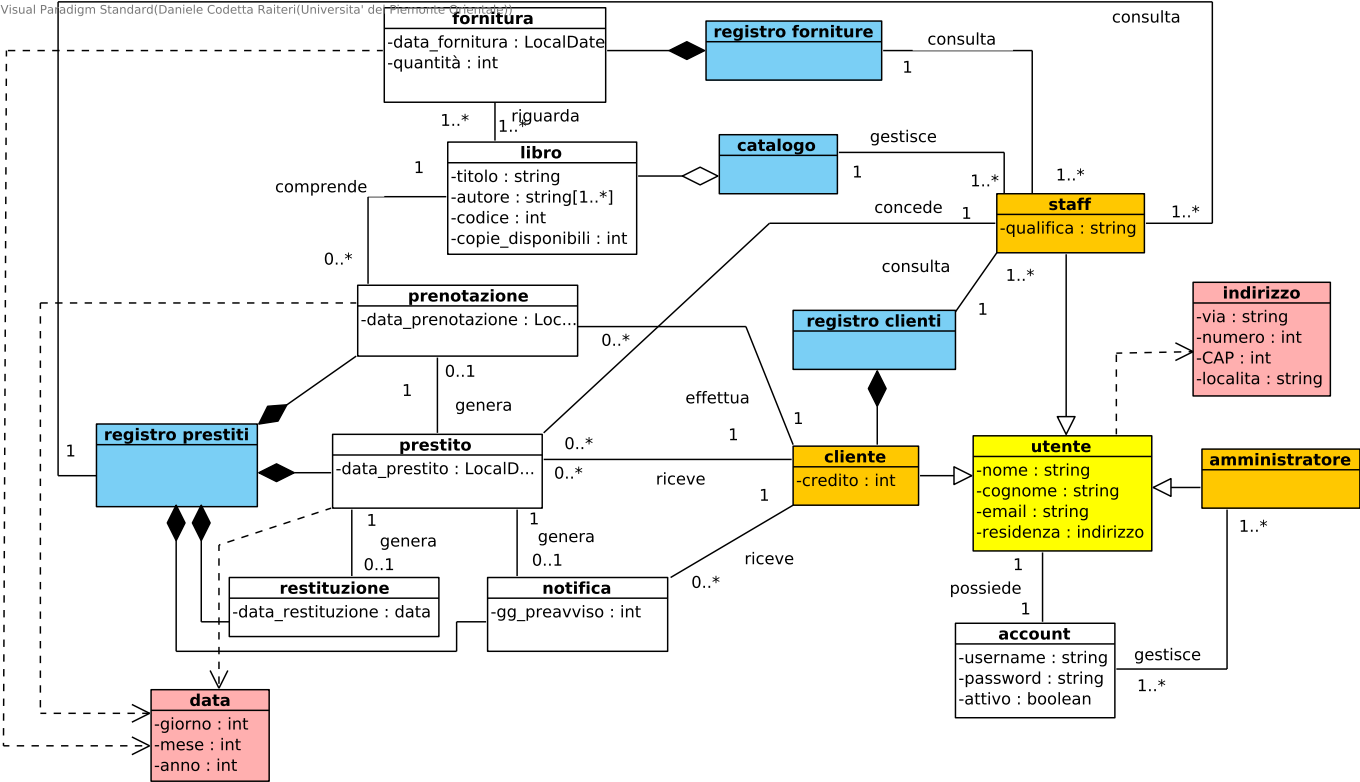 Visual Paradigm Standard(Daniele Codetta Raiteri(Universita' del Piemonte Orientale))
consulta
fornitura
-data_fornitura : LocalDate
-quantità : int
registro forniture
consulta
1
1..*
1..*
riguarda
libro
-titolo : string
-autore : string[1..*]
-codice : int
-copie_disponibili : int
catalogo
gestisce
1
1..*
1..*
1
comprende
0..*
staff
-qualifica : string
concede
1
1..*
consulta
1..*
1
prenotazione
-data_prenotazione : Loc...
0..*
registro clienti
indirizzo
-via : string
-numero : int
-CAP : int
-localita : string
0..1
1
genera
effettua
1
1
registro prestiti
1
prestito
-data_prestito : LocalD...
0..*
0..*
riceve
cliente
-credito : int
1
utente
-nome : string
-cognome : string
-email : string
-residenza : indirizzo
amministratore
1..*
1
genera
0..1
1
genera
0..1
riceve
0..*
restituzione
-data_restituzione : data
notifica
-gg_preavviso : int
1
possiede
1
account
-username : string
-password : string
-attivo : boolean
gestisce
1..*
data
-giorno : int
-mese : int
-anno : int